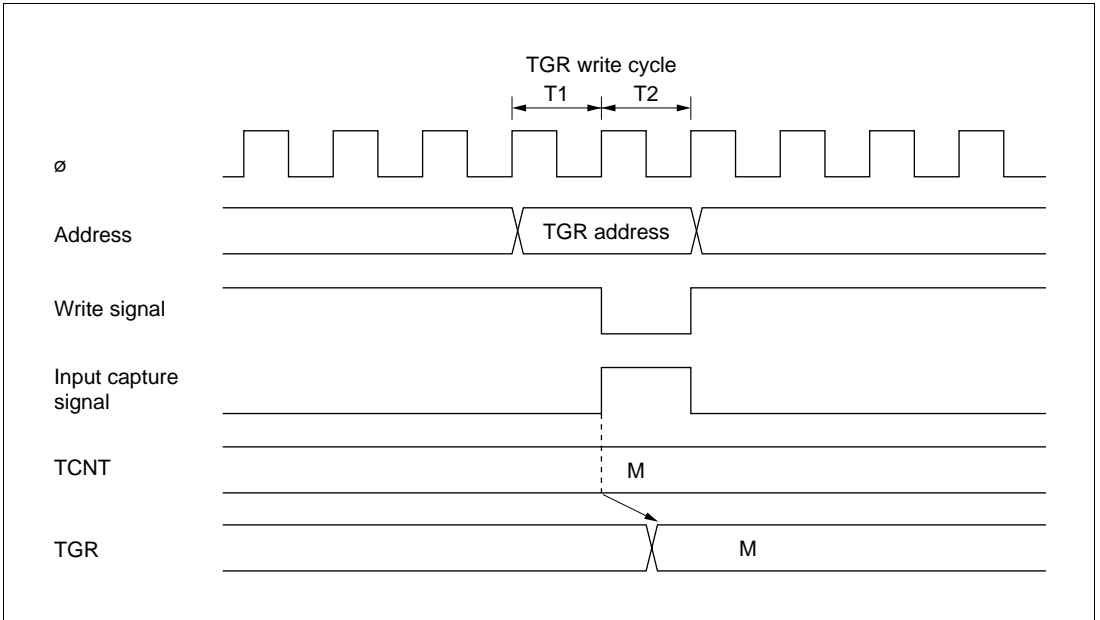 TGR write cycle
T1 T2
ø
Address TGR address
Write signal
Input capture
signal
TCNT M
TGR M